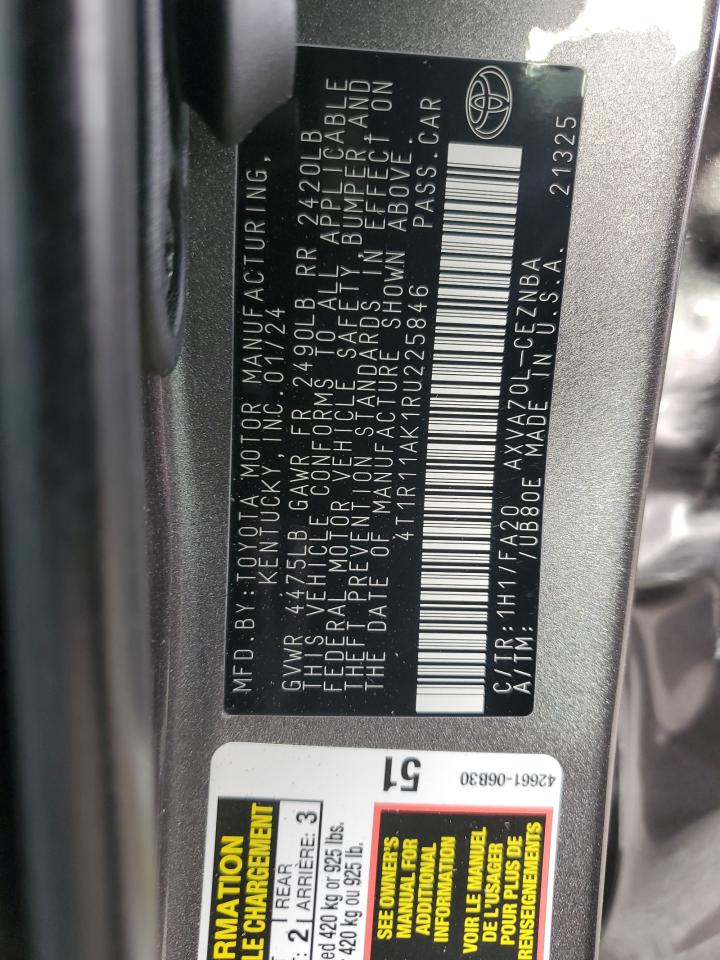 MFD.BY:TOYOTA MOTOR MANUFACTURING,
KENTUCKY, INC.01/24
GVWR 4475LB GAWR FR 2490LB RR 2420LB
THIS VEHICLE CONFORMS TO ALL APPLICABLE
FEDERAL MOTOR VEHICLE SAFETY, BUMPER, AND
THEFT PREVENTION STANDARDS IN EFFECT ON
THE DATE OF MANUFACTURE SHOWN ABOVE.
4T1R11AK1RU225846 PASS.CAR
C/TR:1H17/FA20 AXVA70L-CEZNBA
A/TM: /UB80E MADE IN U.S.A. 21325
51
42661-06B30
RMATION
LE CHARGEMENT
REAR
: 2 ARRIÈRE: 3
ed 420 kg or 925 lbs.
420 kg ou 925 lb.
SEE OWNER'S
MANUAL FOR
ADDITIONAL
INFORMATION
VOIR LE MANUEL
DE L'USAGER
POUR PLUS DE
RENSEIGNEMENTS